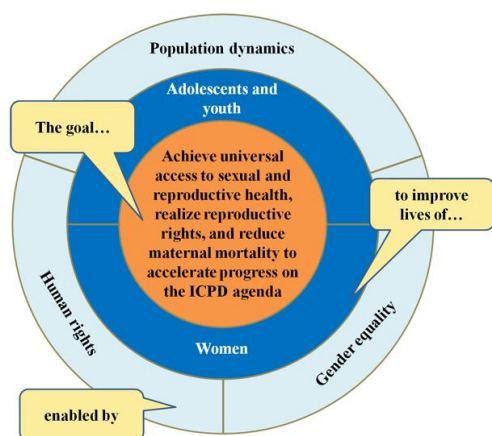 Population dynamics
Adolescents and
youth
The goal…
Achieve universal
access to sexual and
reproductive health,
realize reproductive
rights, and reduce
maternal mortality to
accelerate progress on
the ICPD agenda
to improve
lives of…
Human rights
Gender equality
Women
enabled by